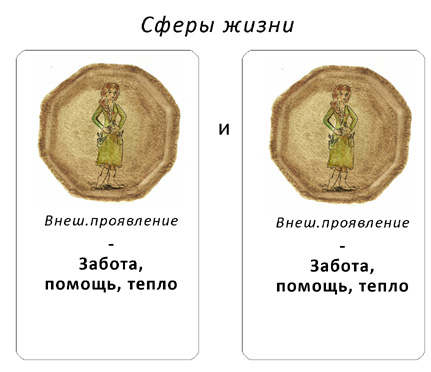 Сферы жизни
Внеш.проявление
-
Забота,
помощь, тепло
и
Внеш.проявление
-
Забота,
помощь, тепло